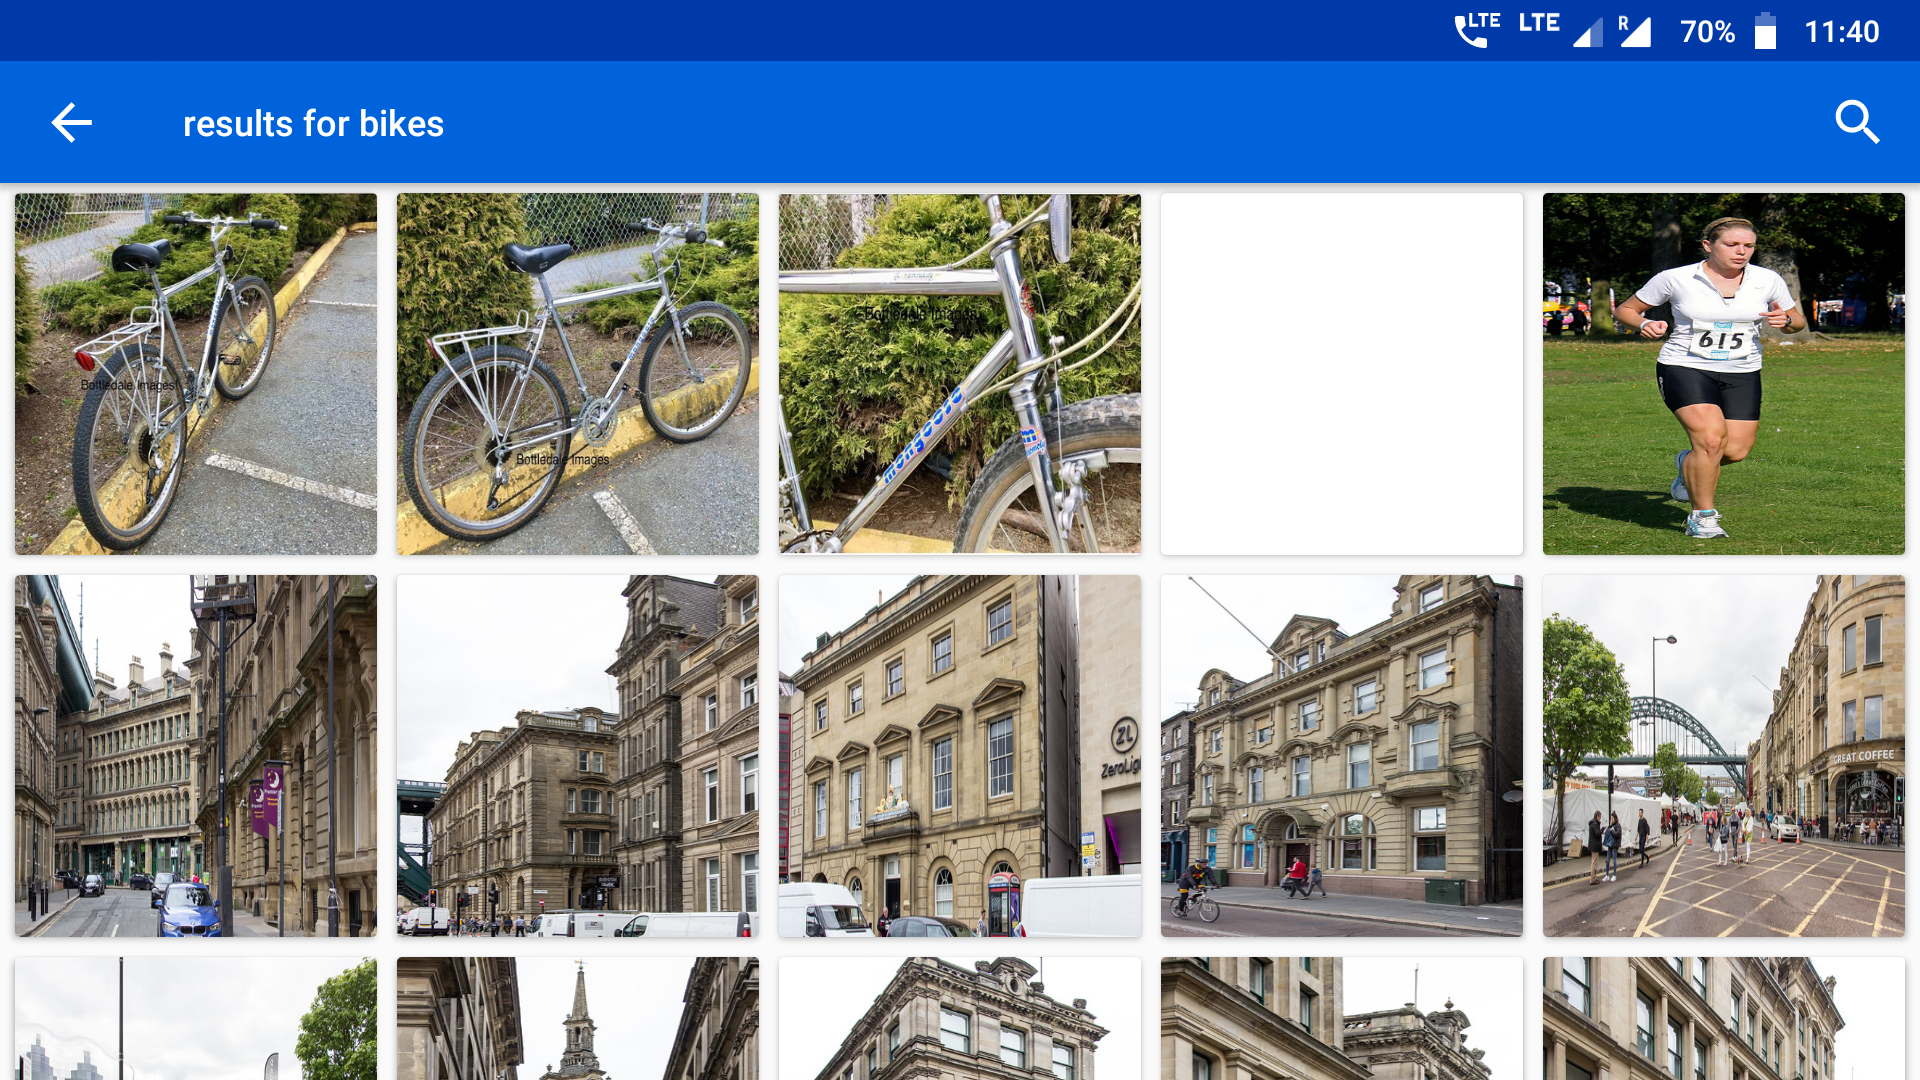 LTE LTE R 70% 11:40
results for bikes
Bottledale Images
Bottledale Images
Bottledale Images
mongoose
615
ZL
ZeroLight
GREAT COFFEE